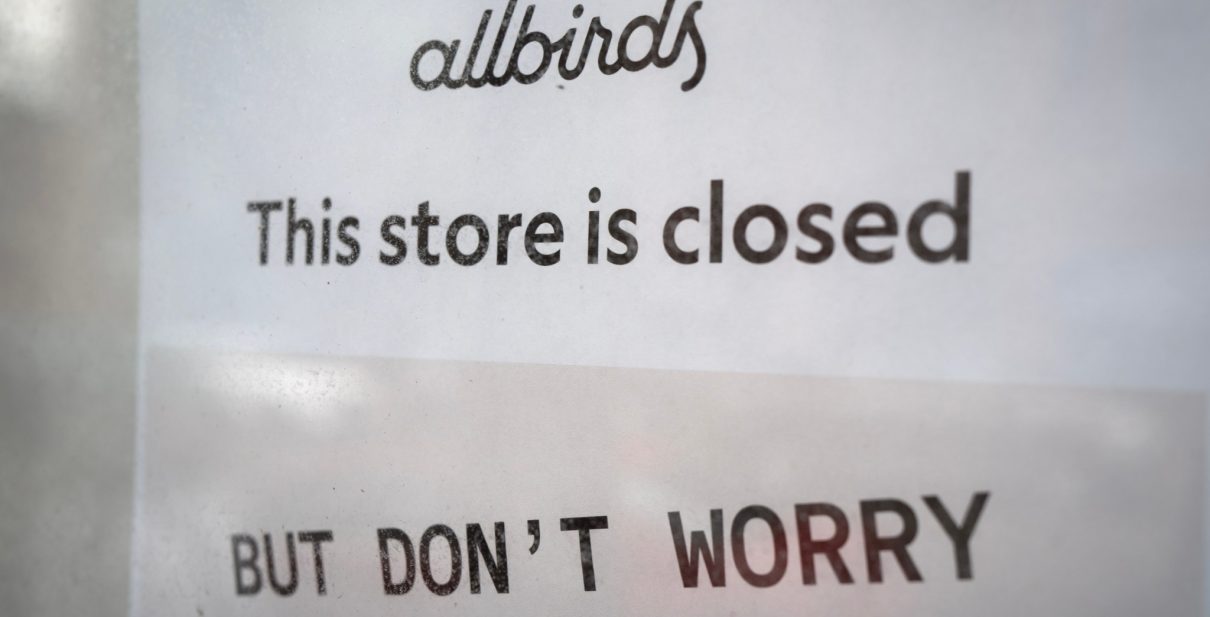 allbirds
This store is closed
BUT DON'T WORRY